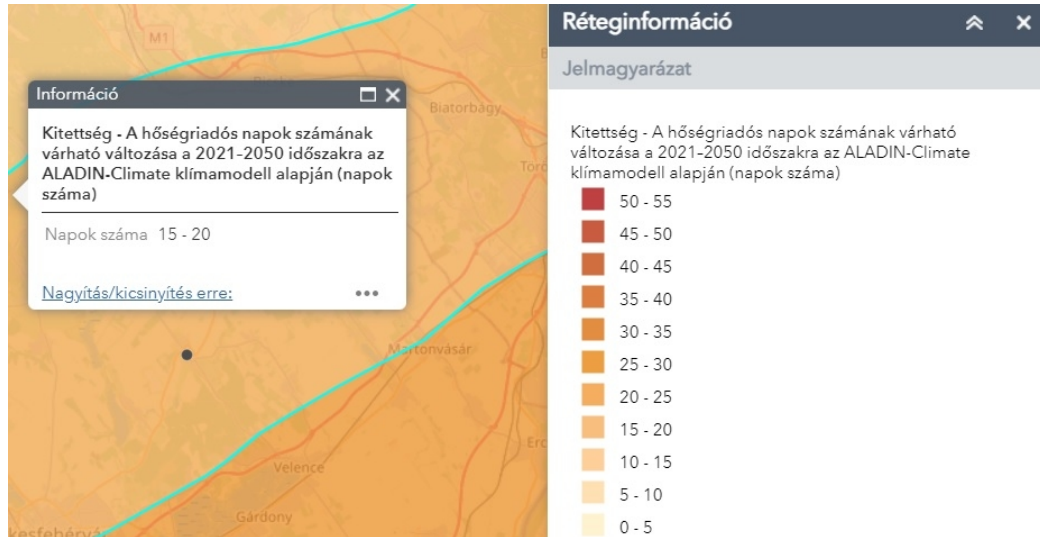 M1
Biatorbágy
Martonvásár
Velence
Gárdony
Információ
Kitettség - A hőségriadós napok számának
várható változása a 2021-2050 időszakra az
ALADIN-Climate klímamodell alapján (napok
száma)
Napok száma 15 - 20
Nagyítás/kicsinyítés erre:
Réteginformáció
Jelmagyarázat
Kitettség - A hőségriadós napok számának várható
változása a 2021-2050 időszakra az ALADIN-Climate
klímamodell alapján (napok száma)
50 - 55
45 - 50
40 - 45
35 - 40
30 - 35
25 - 30
20 - 25
15 - 20
10 - 15
5 - 10
0 - 5